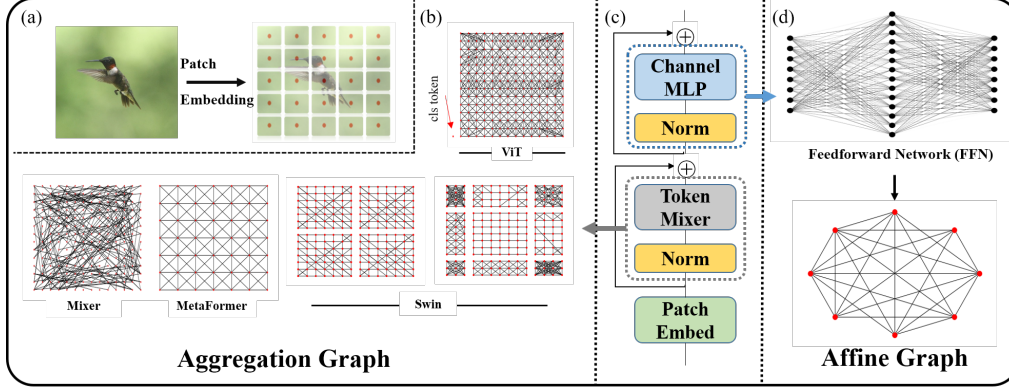 (a)
Patch
Embedding
(b)
cls token
ViT
Mixer
MetaFormer
Swin
Aggregation Graph
(c)
Channel
MLP
Norm
Token
Mixer
Norm
Patch
Embed
(d)
Feedforward Network (FFN)
Affine Graph